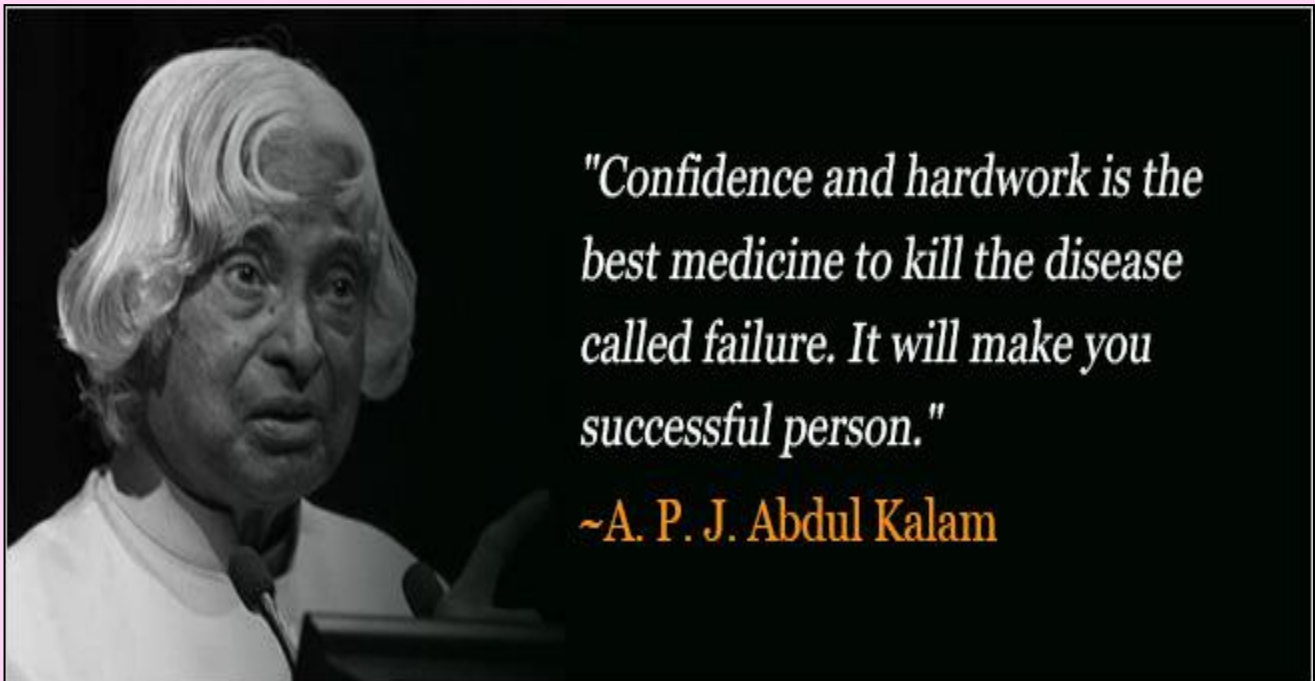 "Confidence and hardwork is the
best medicine to kill the disease
called failure. It will make you
successful person."
~A. P. J. Abdul Kalam